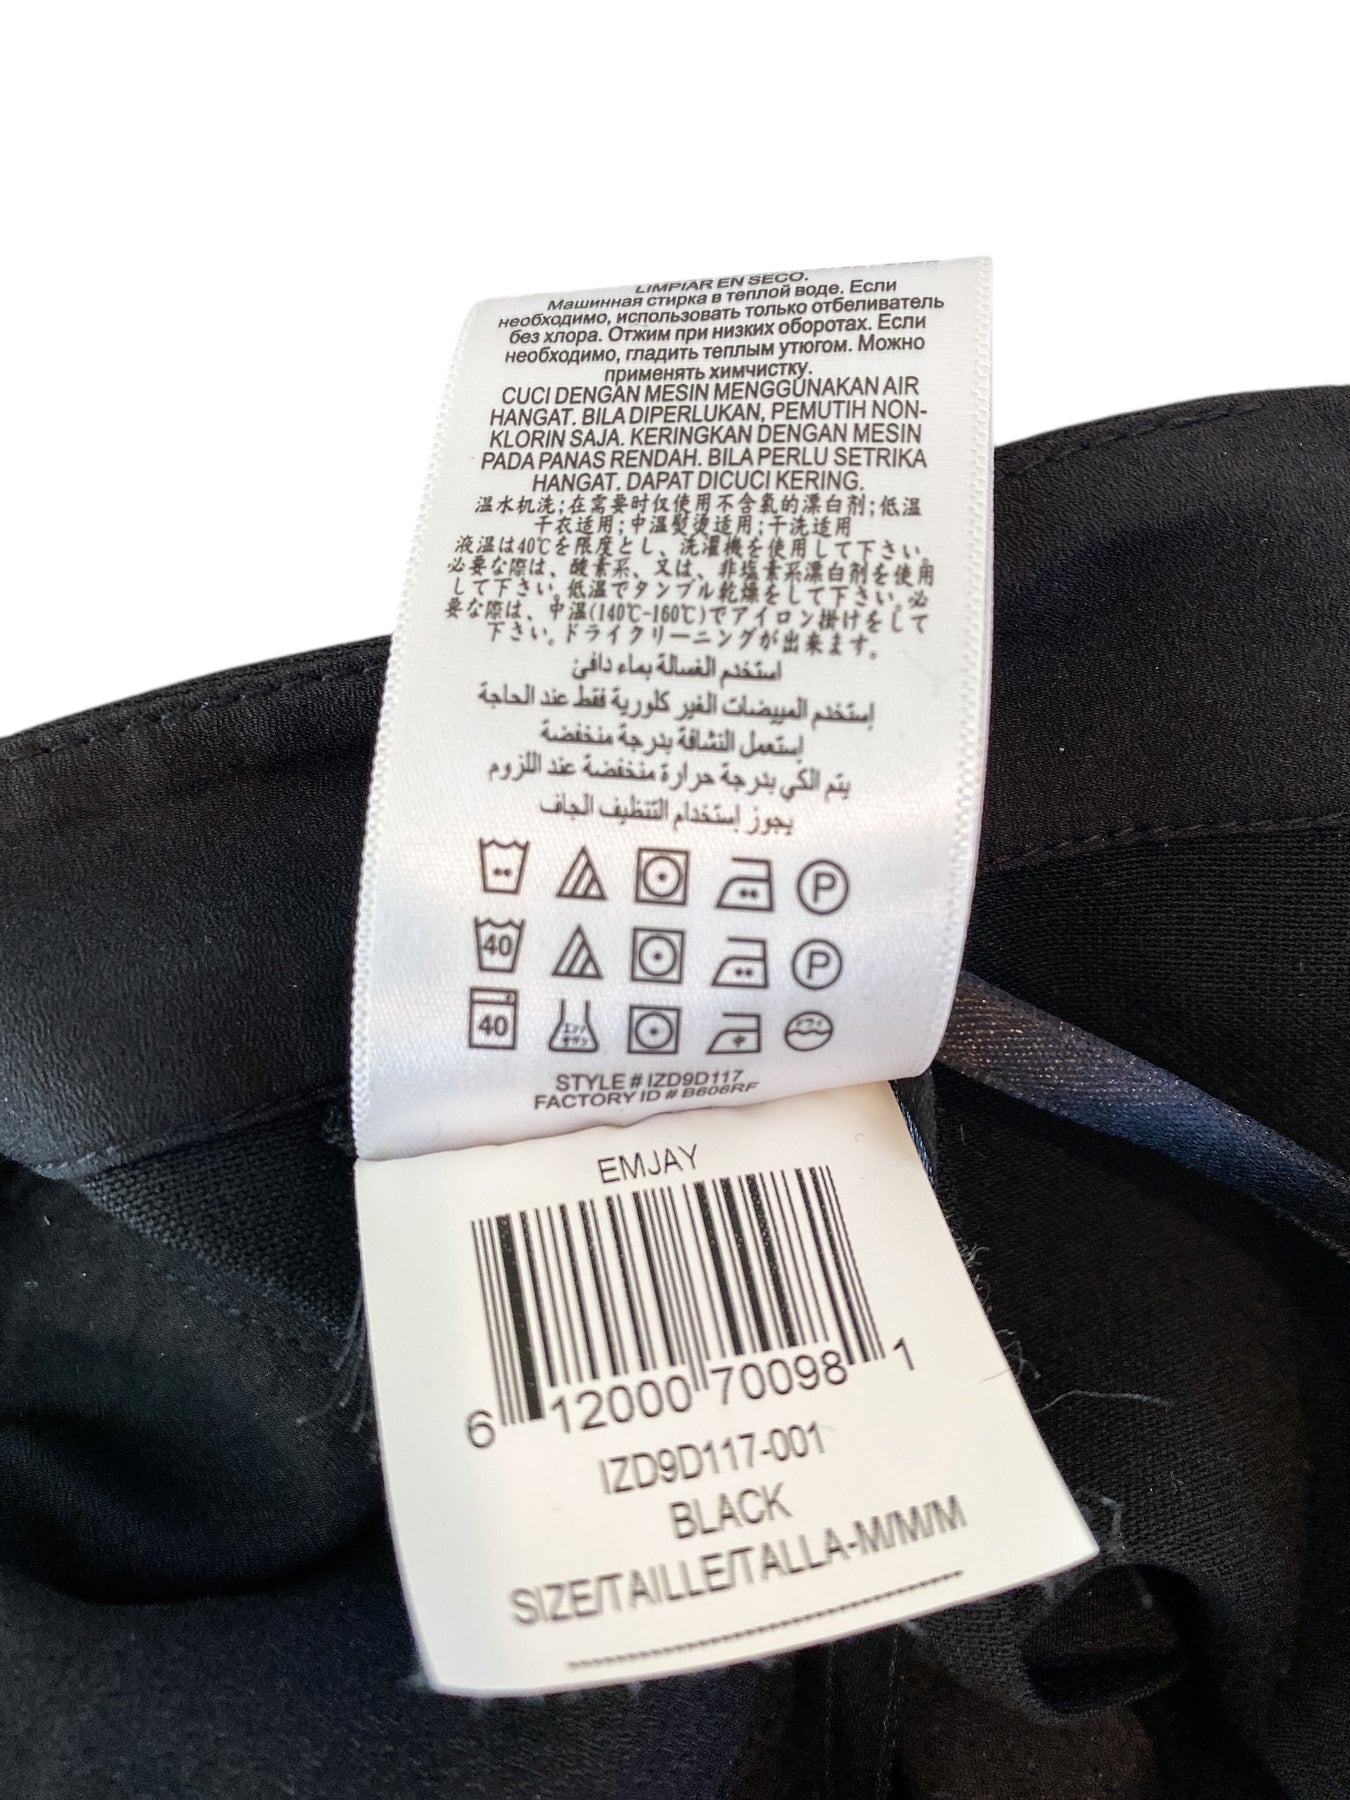 LIMPIAR EN SECO.
Машинная стирка в теплой воде. Если
необходимо, использовать только отбеливатель
без хлора. Отжим при низких оборотах. Если
необходимо, гладить теплым утюгом. Можно
применять химчистку.
CUCI DENGAN MESIN MENGGUNAKAN AIR
HANGAT. BILA DIPERLUKAN, PEMUTIH NON-
KLORIN SAJA. KERINGKAN DENGAN MESIN
PADA PANAS RENDAH. BILA PERLU SETRIKA
HANGAT. DAPAT DICUCI KERING.
温水机洗;在需要时仅使用不含氯的漂白剂;低温
干衣适用;中温熨烫适用;干洗适用
液温は40℃を限度とし、洗濯機を使用して下さい。
必要な際は、酸素系、又は、非塩素系漂白剤を使用
して下さい。低温でタンブル乾燥をして下さい。必
要な際は、中温(140℃-160℃)でアイロン掛けをして
下さい。ドライクリーニングが出来ます。
استخدم الغسالة بماء دافئ
إستخدم المبيضات الغير كلورية فقط عند الحاجة
إستعمل النشافة بدرجة منخفضة
يتم الكي بدرجة حرارة منخفضة عند اللزوم
يجوز إستخدام التنظيف الجاف
P
40 P
40 エンソ 中 ドライ
サラシ
STYLE # IZD9D117
FACTORY ID # B606RF
EMJAY
6 12000 70098 1
IZD9D117-001
BLACK
SIZE/TAILLE/TALLA-M/M/M